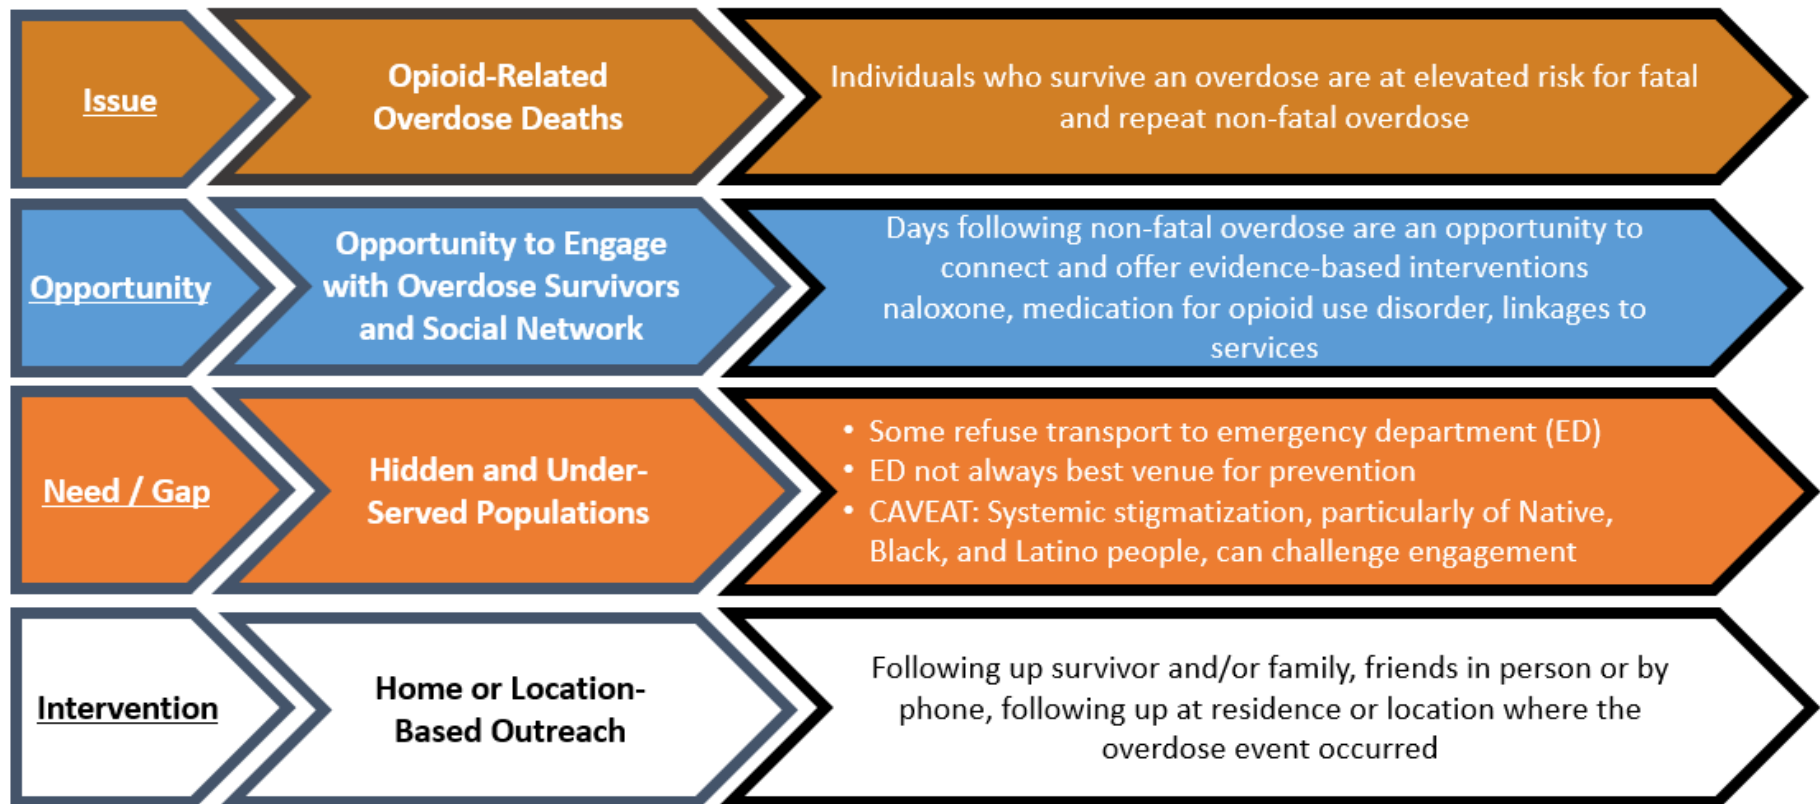 Issue
Opioid-Related
Overdose Deaths
Individuals who survive an overdose are at elevated risk for fatal
and repeat non-fatal overdose
Opportunity
Opportunity to Engage
with Overdose Survivors
and Social Network
Days following non-fatal overdose are an opportunity to
connect and offer evidence-based interventions
naloxone, medication for opioid use disorder, linkages to
services
Need / Gap
Hidden and Under-
Served Populations
• Some refuse transport to emergency department (ED)
• ED not always best venue for prevention
• CAVEAT: Systemic stigmatization, particularly of Native,
Black, and Latino people, can challenge engagement
Intervention
Home or Location-
Based Outreach
Following up survivor and/or family, friends in person or by
phone, following up at residence or location where the
overdose event occurred